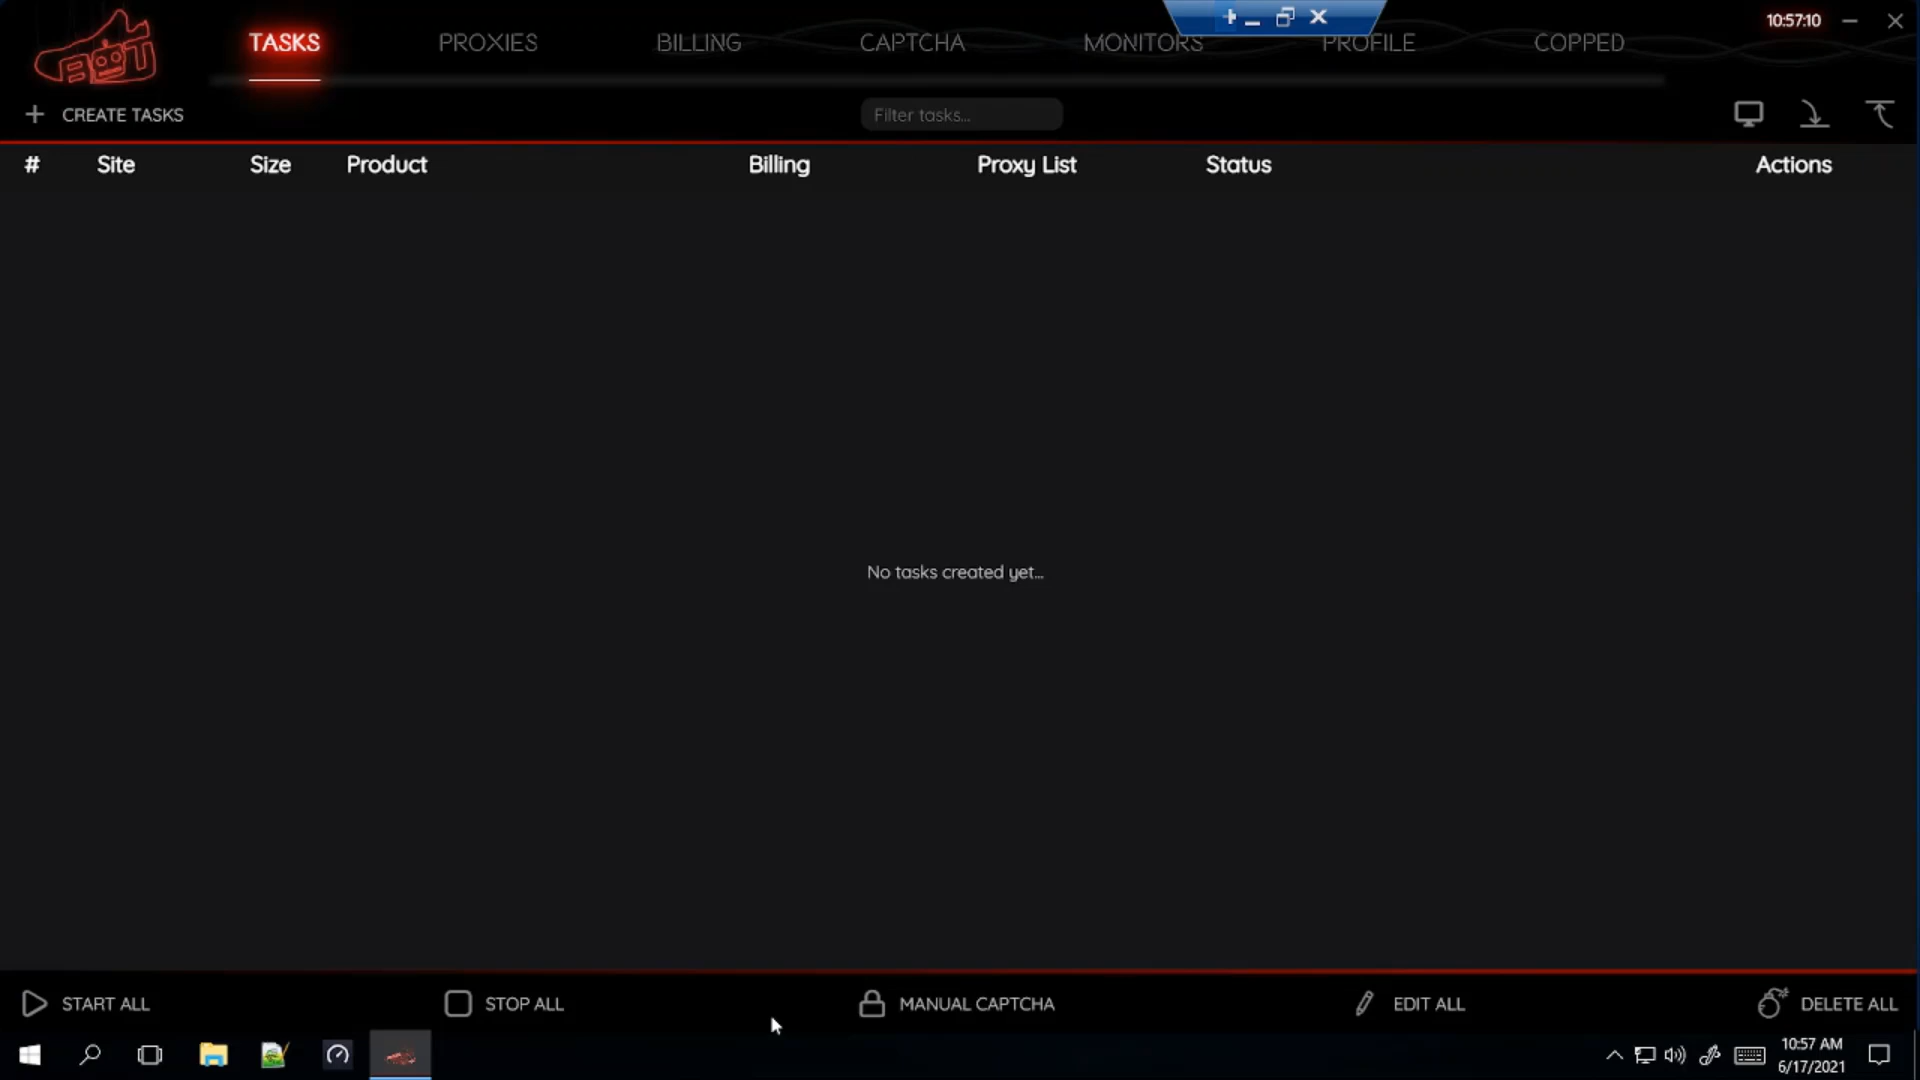 BOT
TASKS
PROXIES
BILLING
CAPTCHA
MONITORS
PROFILE
COPPED
10:57:10
CREATE TASKS
Filter tasks...
# Site Size Product Billing Proxy List Status Actions
No tasks created yet...
START ALL
STOP ALL
MANUAL CAPTCHA
EDIT ALL
DELETE ALL
10:57 AM
6/17/2021